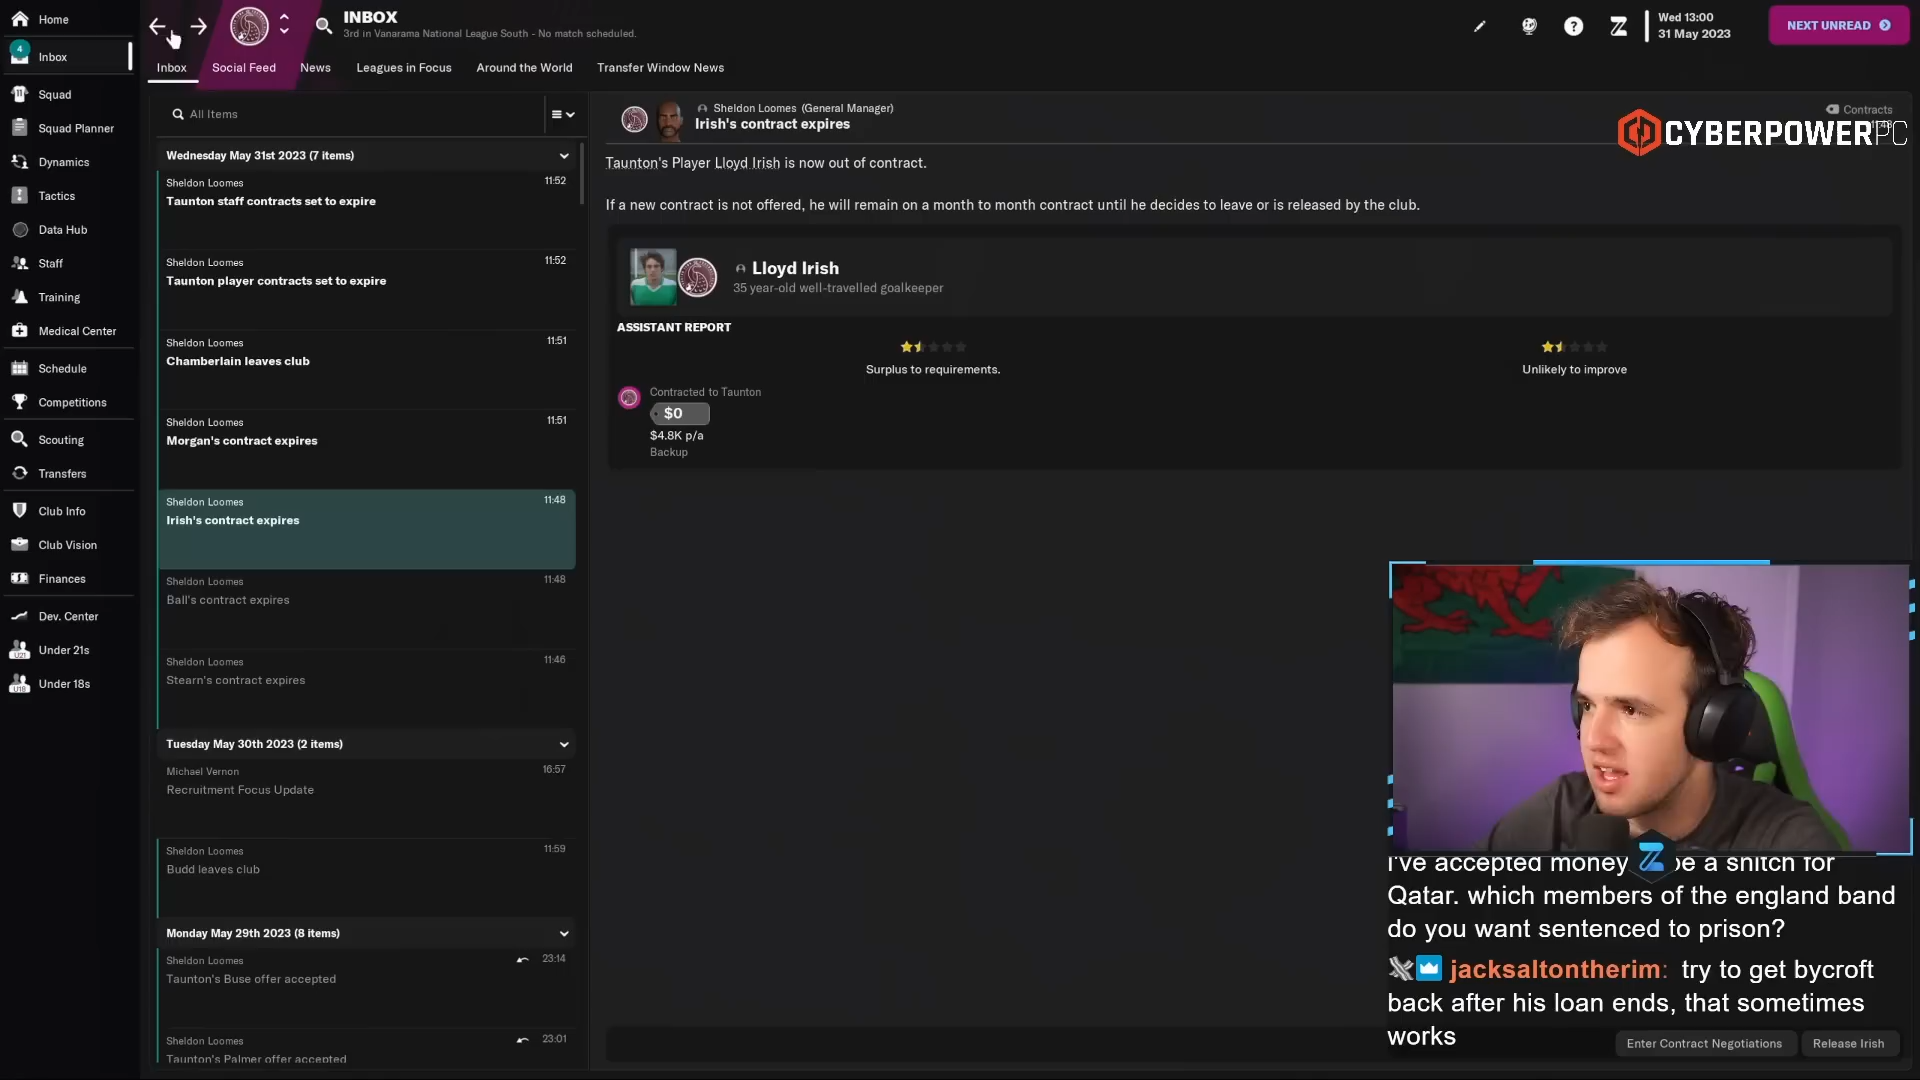 Home
4
Inbox
Squad
Squad Planner
Dynamics
Tactics
Data Hub
Staff
Training
Medical Center
Schedule
Competitions
Scouting
Transfers
Club Info
Club Vision
Finances
Dev. Center
U21
Under 21s
U18
Under 18s
INBOX
3rd in Vanarama National League South - No match scheduled.
Wed 13:00
31 May 2023
NEXT UNREAD
Inbox
Social Feed
News
Leagues in Focus
Around the World
Transfer Window News
All Items
Wednesday May 31st 2023 (7 items)
Sheldon Loomes 11:52
Taunton staff contracts set to expire
Sheldon Loomes 11:52
Taunton player contracts set to expire
Sheldon Loomes 11:51
Chamberlain leaves club
Sheldon Loomes 11:51
Morgan's contract expires
Sheldon Loomes 11:48
Irish's contract expires
Sheldon Loomes 11:48
Ball's contract expires
Sheldon Loomes 11:46
Stearn's contract expires
Tuesday May 30th 2023 (2 items)
Michael Vernon 16:57
Recruitment Focus Update
Sheldon Loomes 11:59
Budd leaves club
Monday May 29th 2023 (8 items)
Sheldon Loomes 23:14
Taunton's Buse offer accepted
Sheldon Loomes 23:01
Taunton's Palmer offer accepted
Sheldon Loomes (General Manager)
Irish's contract expires
Contracts
CYBERPOWERPC
Taunton's Player Lloyd Irish is now out of contract.
If a new contract is not offered, he will remain on a month to month contract until he decides to leave or is released by the club.
Lloyd Irish
35 year-old well-travelled goalkeeper
ASSISTANT REPORT
Surplus to requirements.
Unlikely to improve
Contracted to Taunton
$0
$4.8K p/a
Backup
I've accepted money be a snitch for
Qatar. which members of the england band
do you want sentenced to prison?
jacksaltontherim: try to get bycroft
back after his loan ends, that sometimes
works
Enter Contract Negotiations
Release Irish